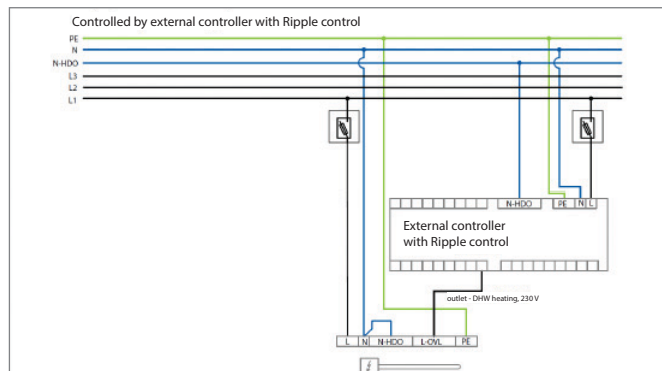 Controlled by external controller with Ripple control
PE
N
N-HDO
L3
L2
L1
N-HDO PE N L
External controller
with Ripple control
outlet - DHW heating, 230 V
L N N-HDO L-OVL PE